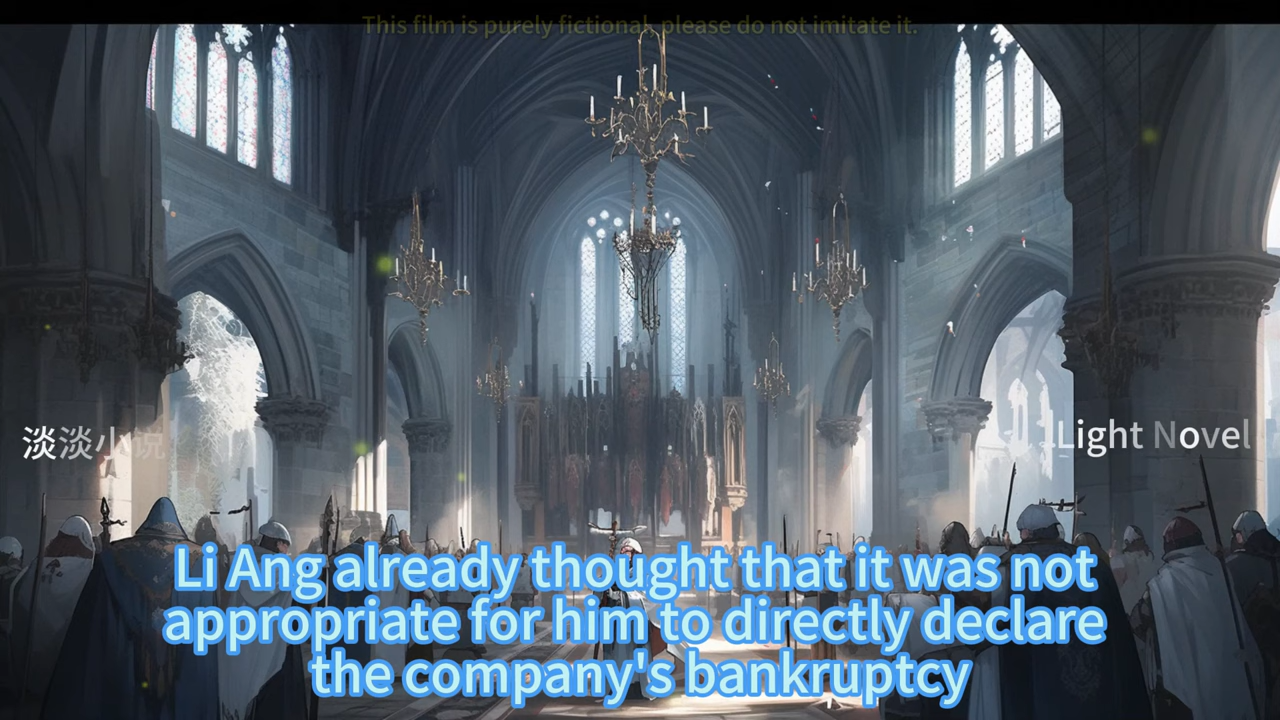 This film is purely fictional, please do not imitate it.
淡淡小说
Light Novel
Li Ang already thought that it was not
appropriate for him to directly declare
the company's bankruptcy